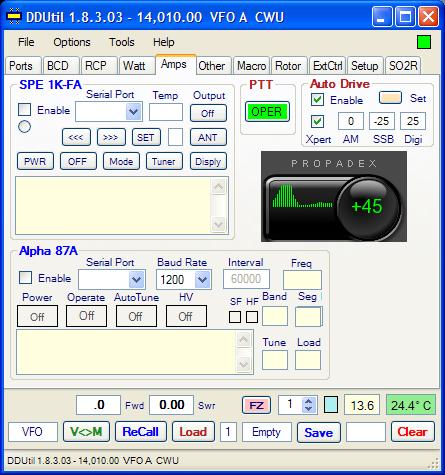 DDUtil 1.8.3.03 - 14,010.00 VFO A CWU
File Options Tools Help
Ports BCD RCP Watt Amps Other Macro Rotor ExtCtrl Setup SO2R
SPE 1K-FA
Serial Port Temp Output
Enable Off
<<< >>> SET ANT
PWR OFF Mode Tuner Disply
PTT
OPER
Auto Drive
Enable Set
0 -25 25
Xpert AM SSB Digi
PROPADEX
+45
Alpha 87A
Serial Port Baud Rate Interval Freq
Enable 1200 60000
Power Operate AutoTune HV SF HF Band Seg
Off Off Off Off
Tune Load
.0 Fwd 0.00 Swr FZ 1 13.6 24.4° C
VFO V<>M ReCall Load 1 Empty Save Clear
DDUtil 1.8.3.03 - 14,010.00 VFO A CWU